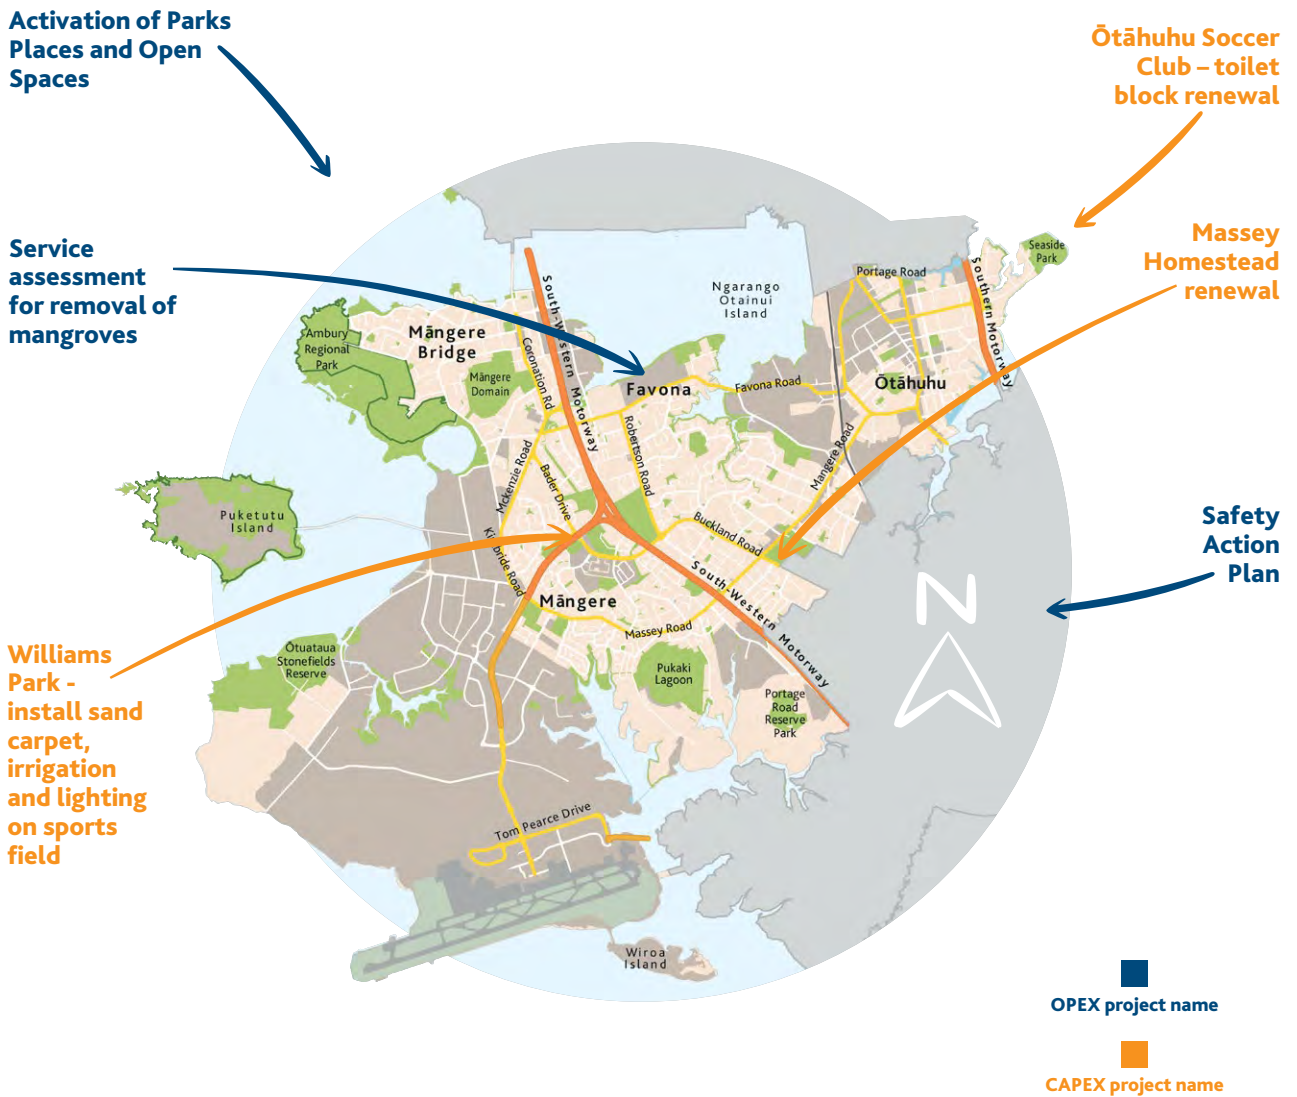 Activation of Parks
Places and Open
Spaces
Ōtāhuhu Soccer
Club – toilet
block renewal
Service
assessment
for removal of
mangroves
Massey
Homestead
renewal
Safety
Action
Plan
Williams
Park -
install sand
carpet,
irrigation
and lighting
on sports
field
Seaside
Park
Portage Road
Southern Motorway
South-Western Motorway
Ngarango
Otainui
Island
Ambury
Regional
Park
Māngere
Bridge
Māngere
Domain
Coronation Rd
Favona
Favona Road
Ōtāhuhu
Robertson Road
Mangere Road
Mckenzie Road
Bader Drive
Buckland Road
Puketutu
Island
Kirkbride Road
South-Western Motorway
Māngere
Massey Road
Ōtuataua
Stonefields
Reserve
Pukaki
Lagoon
Portage
Road
Reserve
Park
N
Tom Pearce Drive
Wiroa
Island
OPEX project name
CAPEX project name